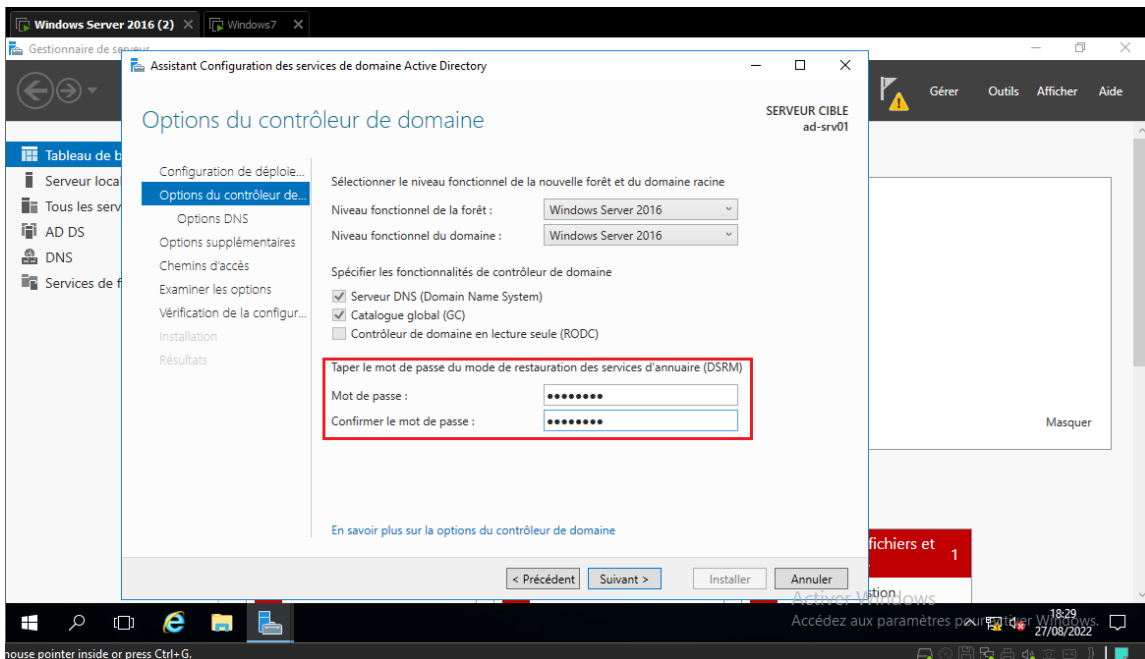 Windows Server 2016 (2)
Windows7
Gestionnaire de serveur
Assistant Configuration des services de domaine Active Directory
Gérer Outils Afficher Aide
Options du contrôleur de domaine
SERVEUR CIBLE
ad-srv01
Tableau de b
Serveur local
Tous les serv
AD DS
DNS
Services de f
Configuration de déploie...
Options du contrôleur de...
Options DNS
Options supplémentaires
Chemins d'accès
Examiner les options
Vérification de la configur...
Installation
Résultats
Sélectionner le niveau fonctionnel de la nouvelle forêt et du domaine racine
Niveau fonctionnel de la forêt : Windows Server 2016
Niveau fonctionnel du domaine : Windows Server 2016
Spécifier les fonctionnalités de contrôleur de domaine
Serveur DNS (Domain Name System)
Catalogue global (GC)
Contrôleur de domaine en lecture seule (RODC)
Taper le mot de passe du mode de restauration des services d'annuaire (DSRM)
Mot de passe : ••••••••
Confirmer le mot de passe : ••••••••
Masquer
En savoir plus sur la options du contrôleur de domaine
fichiers et
1
< Précédent Suivant > Installer Annuler
stion
Activer Windows
Accédez aux paramètres pour activer Windows.
18:29
27/08/2022
mouse pointer inside or press Ctrl+G.